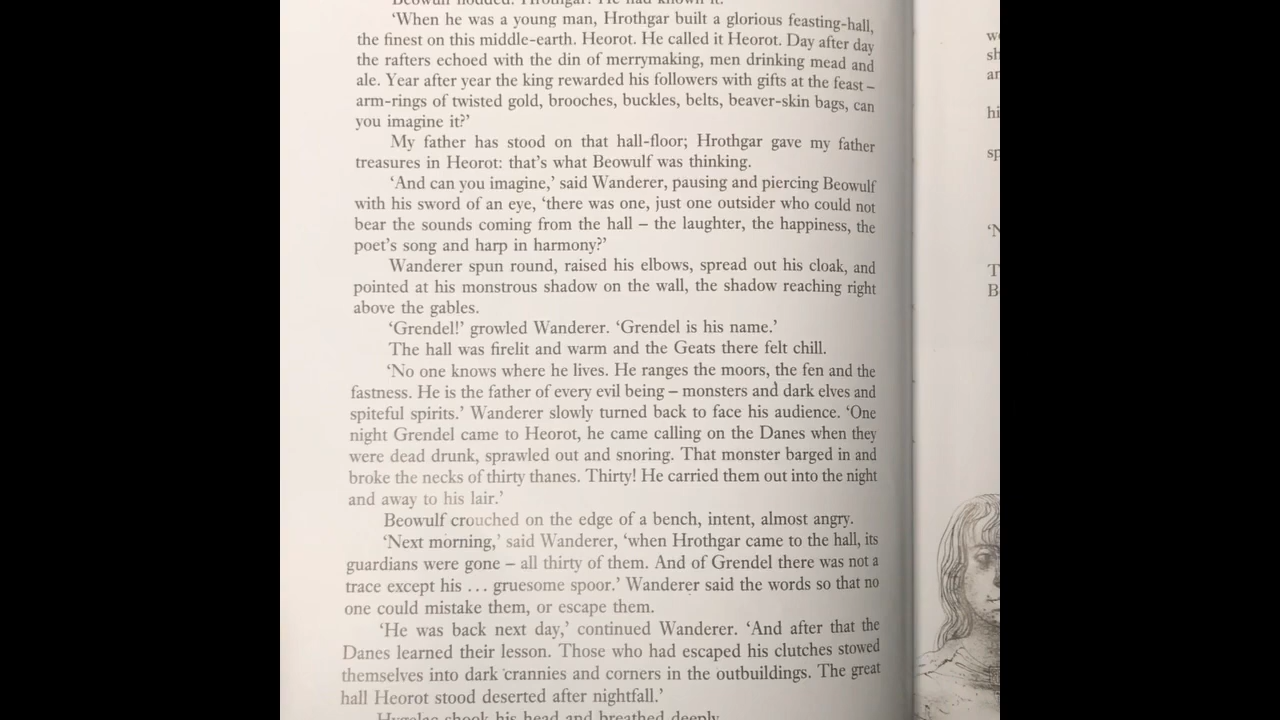 Beowulf nodded. Hrothgar! He had known it.
‘When he was a young man, Hrothgar built a glorious feasting-hall,
the finest on this middle-earth. Heorot. He called it Heorot. Day after day
the rafters echoed with the din of merrymaking, men drinking mead and
ale. Year after year the king rewarded his followers with gifts at the feast –
arm-rings of twisted gold, brooches, buckles, belts, beaver-skin bags, can
you imagine it?’
My father has stood on that hall-floor; Hrothgar gave my father
treasures in Heorot: that’s what Beowulf was thinking.
‘And can you imagine,’ said Wanderer, pausing and piercing Beowulf
with his sword of an eye, ‘there was one, just one outsider who could not
bear the sounds coming from the hall – the laughter, the happiness, the
poet’s song and harp in harmony?’
Wanderer spun round, raised his elbows, spread out his cloak, and
pointed at his monstrous shadow on the wall, the shadow reaching right
above the gables.
‘Grendel!’ growled Wanderer. ‘Grendel is his name.’
The hall was firelit and warm and the Geats there felt chill.
‘No one knows where he lives. He ranges the moors, the fen and the
fastness. He is the father of every evil being – monsters and dark elves and
spiteful spirits.’ Wanderer slowly turned back to face his audience. ‘One
night Grendel came to Heorot, he came calling on the Danes when they
were dead drunk, sprawled out and snoring. That monster barged in and
broke the necks of thirty thanes. Thirty! He carried them out into the night
and away to his lair.’
Beowulf crouched on the edge of a bench, intent, almost angry.
‘Next morning,’ said Wanderer, ‘when Hrothgar came to the hall, its
guardians were gone – all thirty of them. And of Grendel there was not a
trace except his ... gruesome spoor.’ Wanderer said the words so that no
one could mistake them, or escape them.
‘He was back next day,’ continued Wanderer. ‘And after that the
Danes learned their lesson. Those who had escaped his clutches stowed
themselves into dark crannies and corners in the outbuildings. The great
hall Heorot stood deserted after nightfall.’
Hygelac shook his head and breathed deeply.